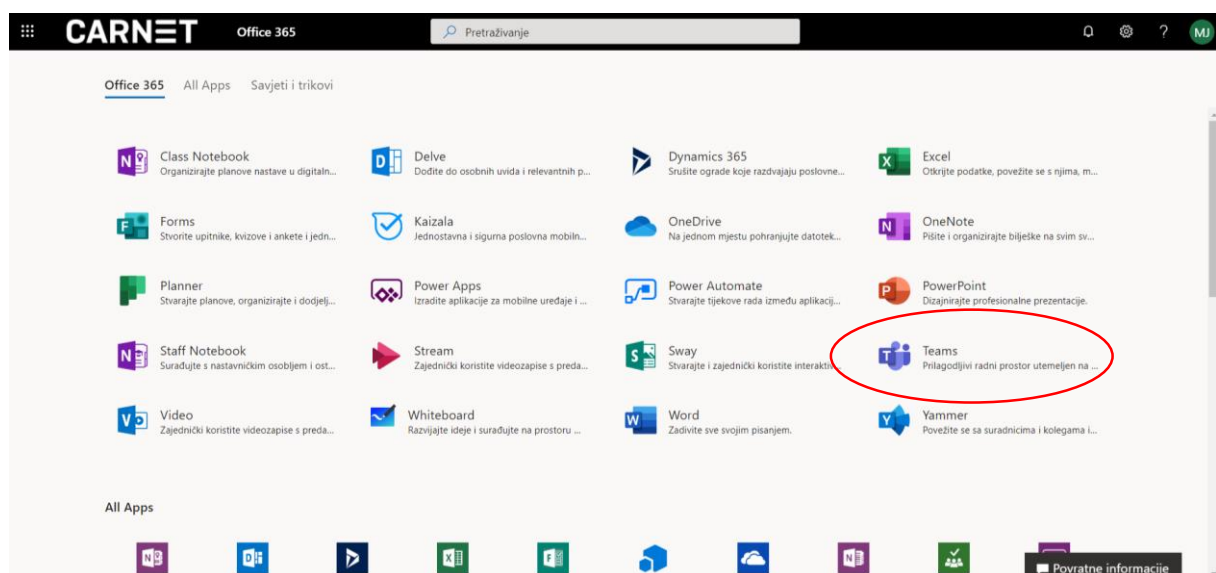 CARNET Office 365 Pretraživanje ? MJ
Office 365 All Apps Savjeti i trikovi
Class Notebook
Organizirajte planove nastave u digitaln...
Delve
Dođite do osobnih uvida i relevantnih p...
Dynamics 365
Srušite ograde koje razdvajaju poslovne...
Excel
Otkrijte podatke, povežite se s njima, m...
Forms
Stvorite upitnike, kvizove i ankete i jedn...
Kaizala
Jednostavna i sigurna poslovna mobiln...
OneDrive
Na jednom mjestu pohranjujte datotek...
OneNote
Pišite i organizirajte bilješke na svim sv...
Planner
Stvarajte planove, organizirajte i dodjelj...
Power Apps
Izradite aplikacije za mobilne uređaje i ...
Power Automate
Stvarajte tijekove rada između aplikacij...
PowerPoint
Dizajnirajte profesionalne prezentacije.
Staff Notebook
Surađujte s nastavničkim osobljem i ost...
Stream
Zajednički koristite videozapise s preda...
Sway
Stvarajte i zajednički koristite interaktiv...
Teams
Prilagodljivi radni prostor utemeljen na ...
Video
Zajednički koristite videozapise s preda...
Whiteboard
Razvijajte ideje i surađujte na prostoru ...
Word
Zadivite sve svojim pisanjem.
Yammer
Povežite se sa suradnicima i kolegama i...
All Apps
Povratne informacije